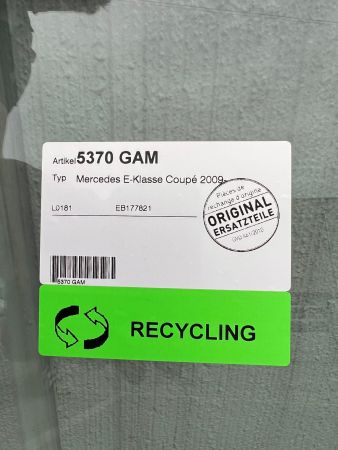 Artikel 5370 GAM
Typ Mercedes E-Klasse Coupé 2009-
L0181 EB177821
Pièces de
rechange d'origine
ORIGINAL
ERSATZTEILE
5370 GAM
RECYCLING